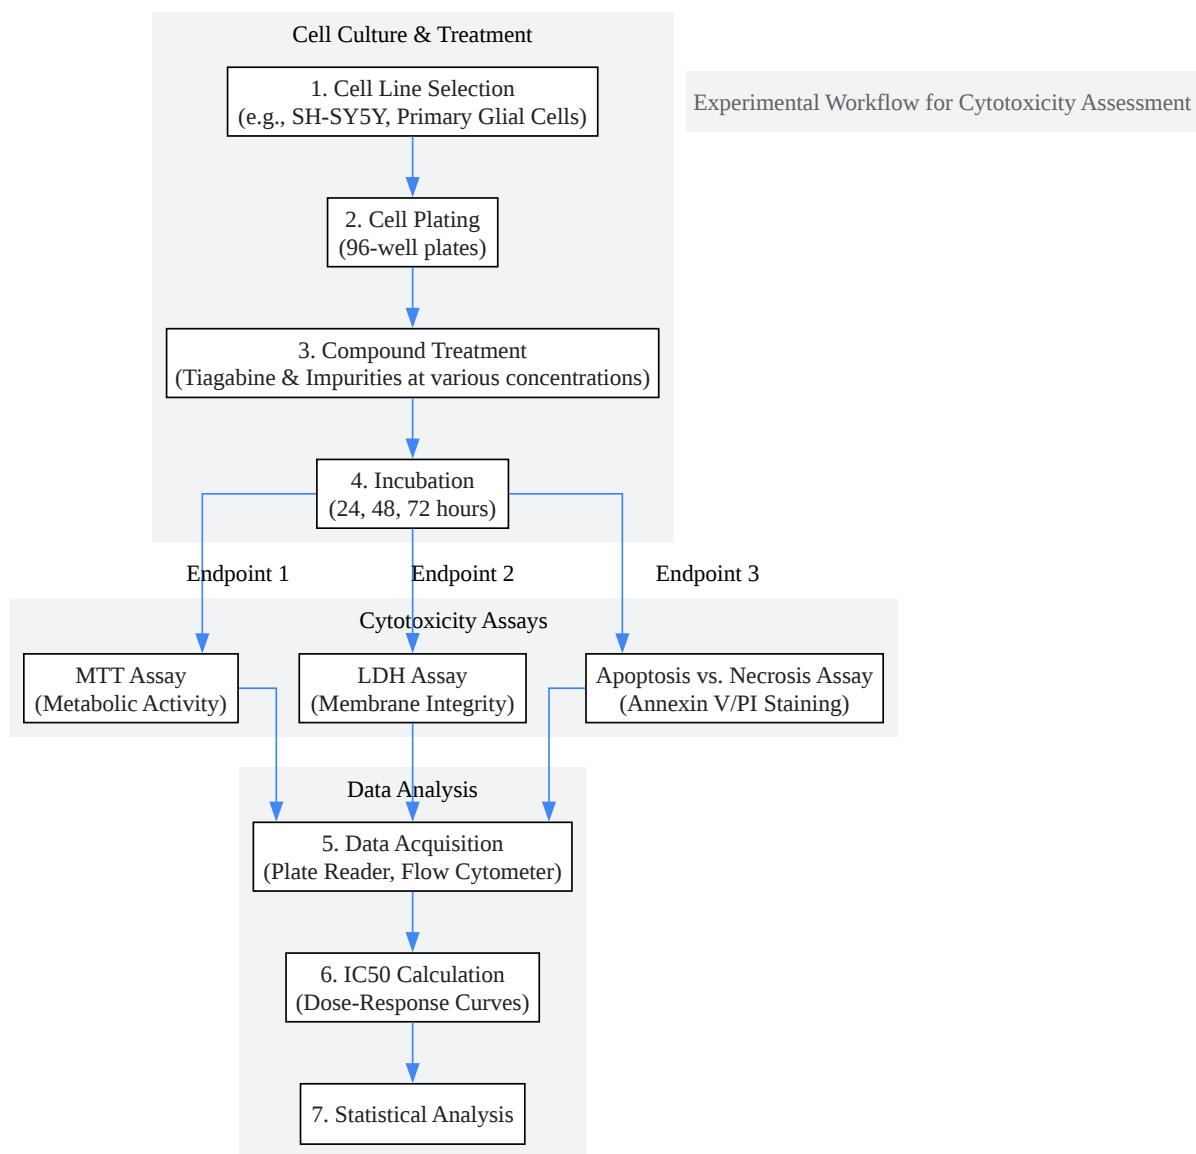 Cell Culture & Treatment
1. Cell Line Selection
(e.g., SH-SY5Y, Primary Glial Cells)
Experimental Workflow for Cytotoxicity Assessment
2. Cell Plating
(96-well plates)
3. Compound Treatment
(Tiagabine & Impurities at various concentrations)
4. Incubation
(24, 48, 72 hours)
Endpoint 1
Endpoint 2
Endpoint 3
Cytotoxicity Assays
MTT Assay
(Metabolic Activity)
LDH Assay
(Membrane Integrity)
Apoptosis vs. Necrosis Assay
(Annexin V/PI Staining)
Data Analysis
5. Data Acquisition
(Plate Reader, Flow Cytometer)
6. IC50 Calculation
(Dose-Response Curves)
7. Statistical Analysis